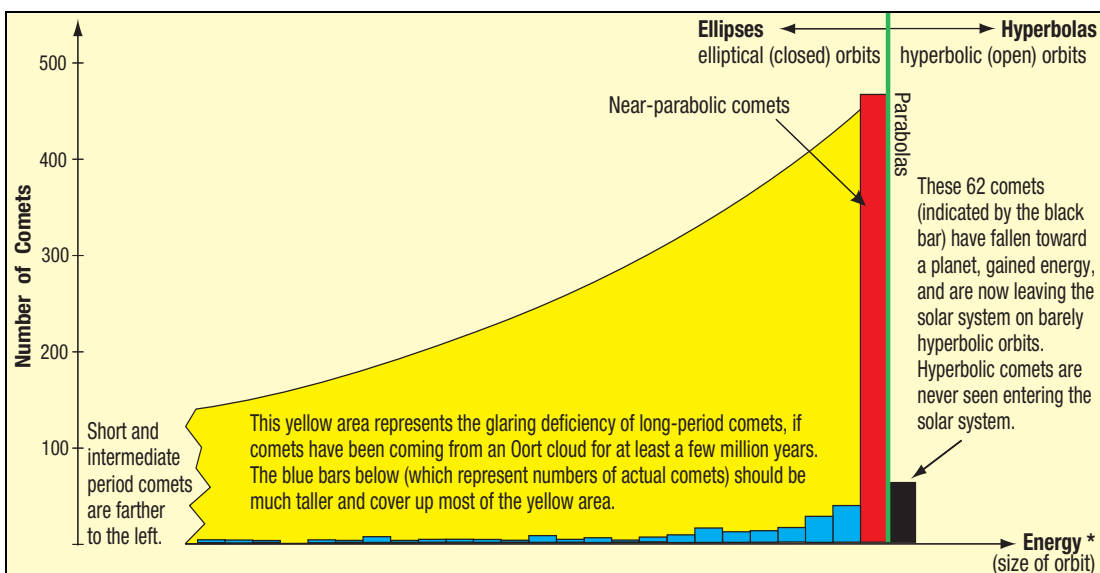 Ellipses
Hyperbolas
elliptical (closed) orbits
hyperbolic (open) orbits
500
400
300
200
100
Number of Comets
Near-parabolic comets
Parabolas
These 62 comets
(indicated by the black
bar) have fallen toward
a planet, gained energy,
and are now leaving the
solar system on barely
hyperbolic orbits.
Hyperbolic comets are
never seen entering the
solar system.
Short and
intermediate
period comets
are farther
to the left.
This yellow area represents the glaring deficiency of long-period comets, if
comets have been coming from an Oort cloud for at least a few million years.
The blue bars below (which represent numbers of actual comets) should be
much taller and cover up most of the yellow area.
Energy *
(size of orbit)